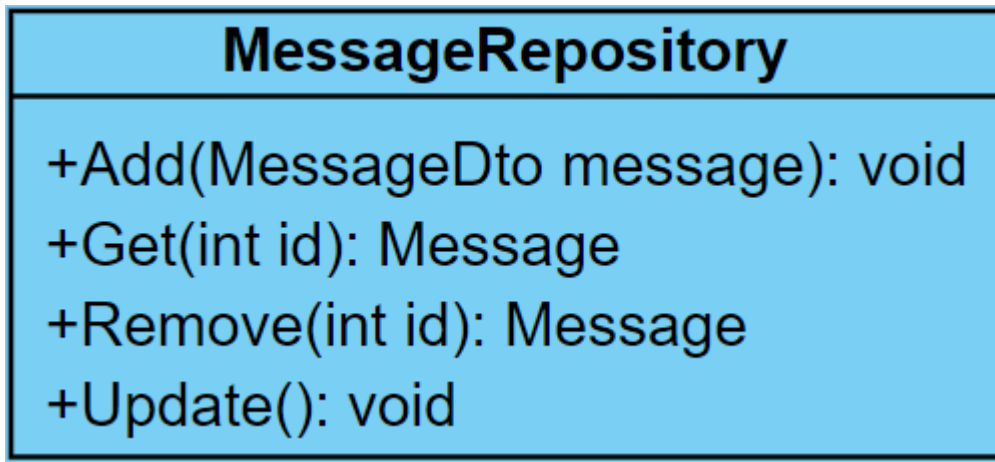 MessageRepository
+Add(MessageDto message): void
+Get(int id): Message
+Remove(int id): Message
+Update(): void